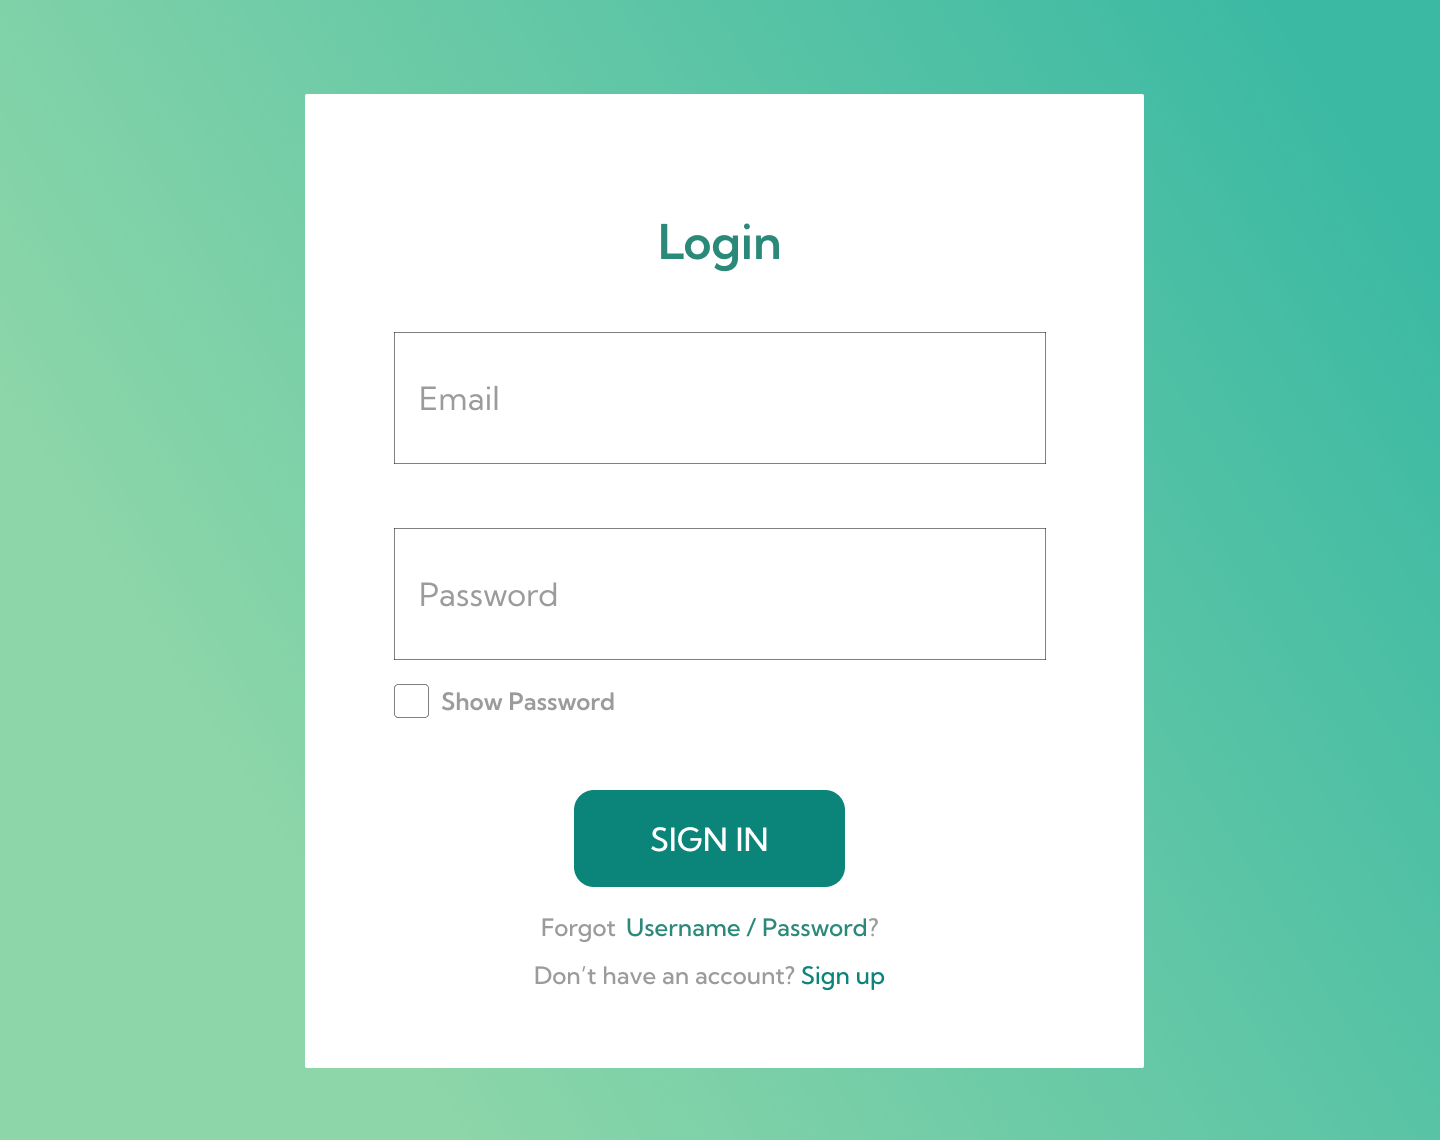 Login
Email
Password
Show Password
SIGN IN
Forgot Username / Password?
Don’t have an account? Sign up